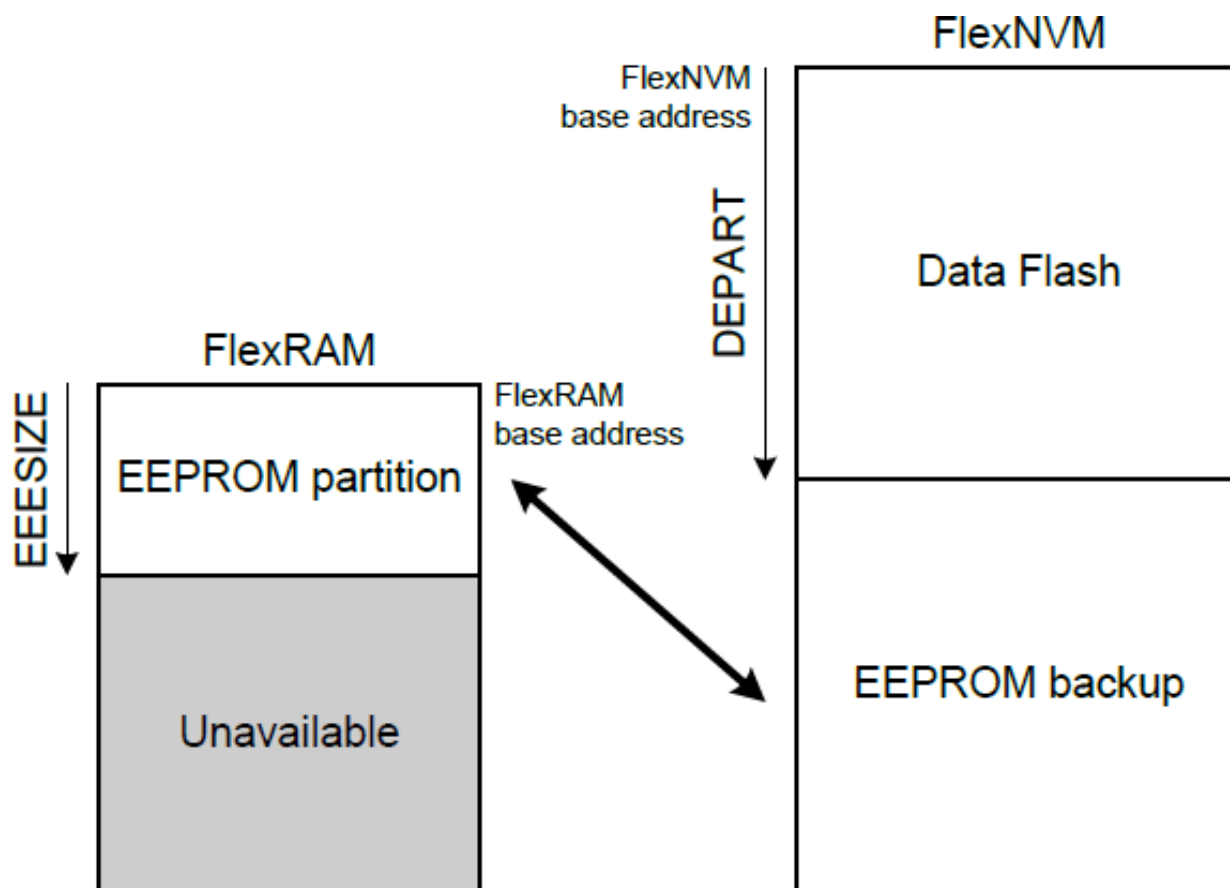 FlexNVM
FlexNVM
base address
DEPART
Data Flash
FlexRAM
FlexRAM
base address
EEESIZE
EEPROM partition
EEPROM backup
Unavailable